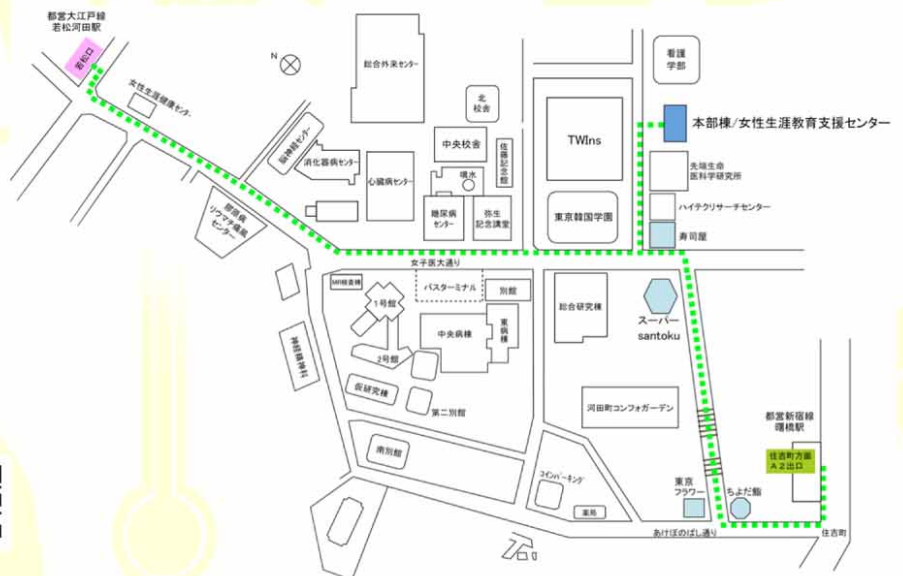 都営大江戸線
若松河田駅
若松口
女性生涯健康センター
N
総合外来センター
看護
学部
北
校舎
本部棟/女性生涯教育支援センター
TWIns
脳神経センター
消化器病センター
心臓病センター
中央校舎
佐藤記念館
噴水
糖尿病
センター
弥生
記念講堂
東京韓国学園
先端生命
医科学研究所
ハイテクリサーチセンター
寿司屋
膠原病
リウマチ痛風
センター
女子医大通り
MRI検査棟
バスターミナル
別館
1号館
中央病棟
東病棟
2号館
総合研究棟
スーパー
santoku
神経精神科
仮研究棟
第二別館
河田町コンフォガーデン
南別館
コインパーキング
薬局
都営新宿線
曙橋駅
住吉町方面
A2出口
東京
フラワー
ちよだ鮨
あけぼのばし通り
住吉町